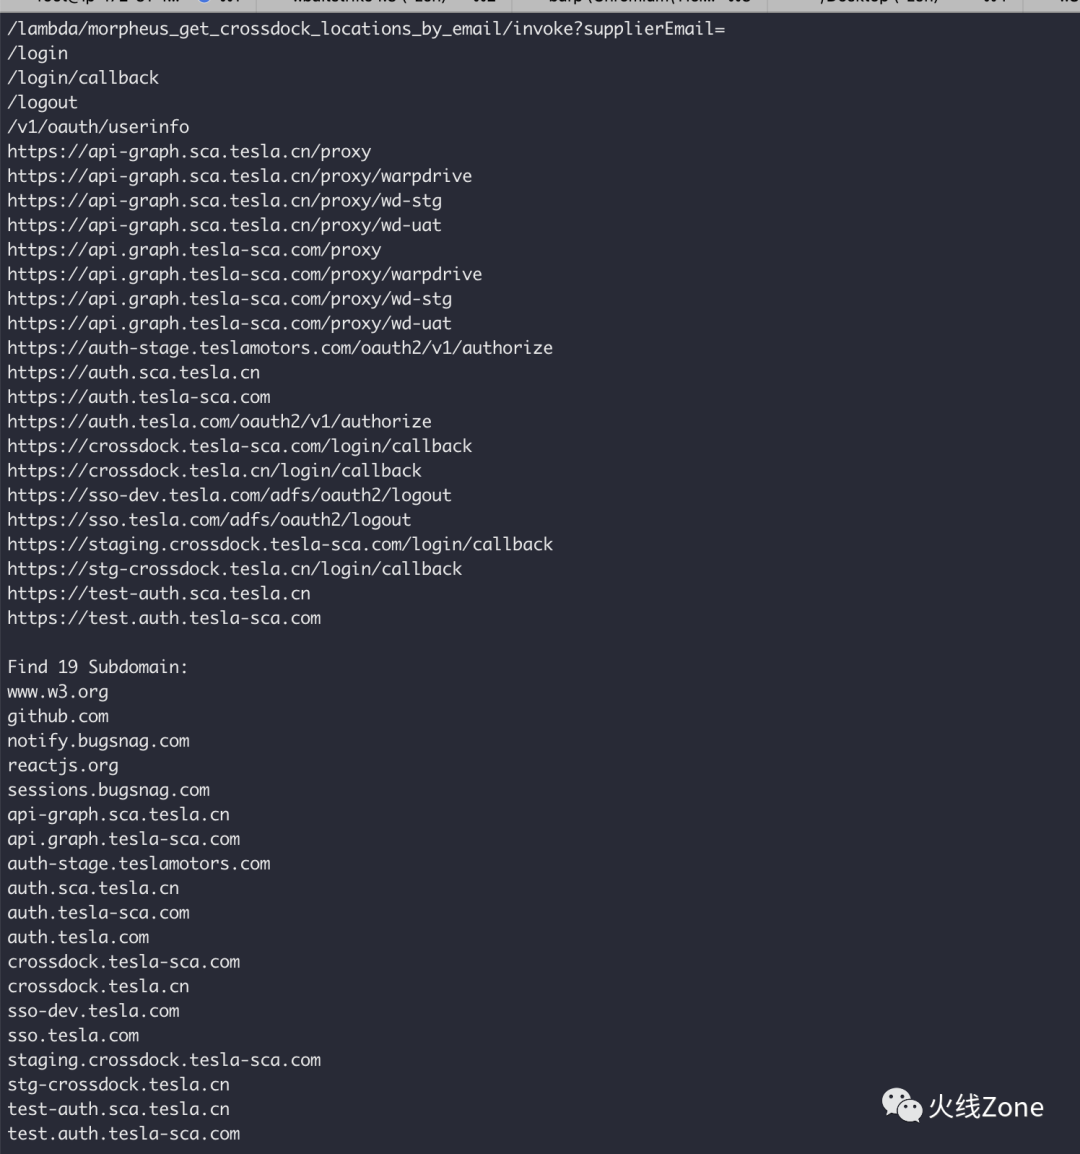 /lambda/morpheus_get_crossdock_locations_by_email/invoke?supplierEmail=
/login
/login/callback
/logout
/v1/oauth/userinfo
https://api-graph.sca.tesla.cn/proxy
https://api-graph.sca.tesla.cn/proxy/warpdrive
https://api-graph.sca.tesla.cn/proxy/wd-stg
https://api-graph.sca.tesla.cn/proxy/wd-uat
https://api.graph.tesla-sca.com/proxy
https://api.graph.tesla-sca.com/proxy/warpdrive
https://api.graph.tesla-sca.com/proxy/wd-stg
https://api.graph.tesla-sca.com/proxy/wd-uat
https://auth-stage.teslamotors.com/oauth2/v1/authorize
https://auth.sca.tesla.cn
https://auth.tesla-sca.com
https://auth.tesla.com/oauth2/v1/authorize
https://crossdock.tesla-sca.com/login/callback
https://crossdock.tesla.cn/login/callback
https://sso-dev.tesla.com/adfs/oauth2/logout
https://sso.tesla.com/adfs/oauth2/logout
https://staging.crossdock.tesla-sca.com/login/callback
https://stg-crossdock.tesla.cn/login/callback
https://test-auth.sca.tesla.cn
https://test.auth.tesla-sca.com
Find 19 Subdomain:
www.w3.org
github.com
notify.bugsnag.com
reactjs.org
sessions.bugsnag.com
api-graph.sca.tesla.cn
api.graph.tesla-sca.com
auth-stage.teslamotors.com
auth.sca.tesla.cn
auth.tesla-sca.com
auth.tesla.com
crossdock.tesla-sca.com
crossdock.tesla.cn
sso-dev.tesla.com
sso.tesla.com
staging.crossdock.tesla-sca.com
stg-crossdock.tesla.cn
test-auth.sca.tesla.cn
test.auth.tesla-sca.com
火线Zone